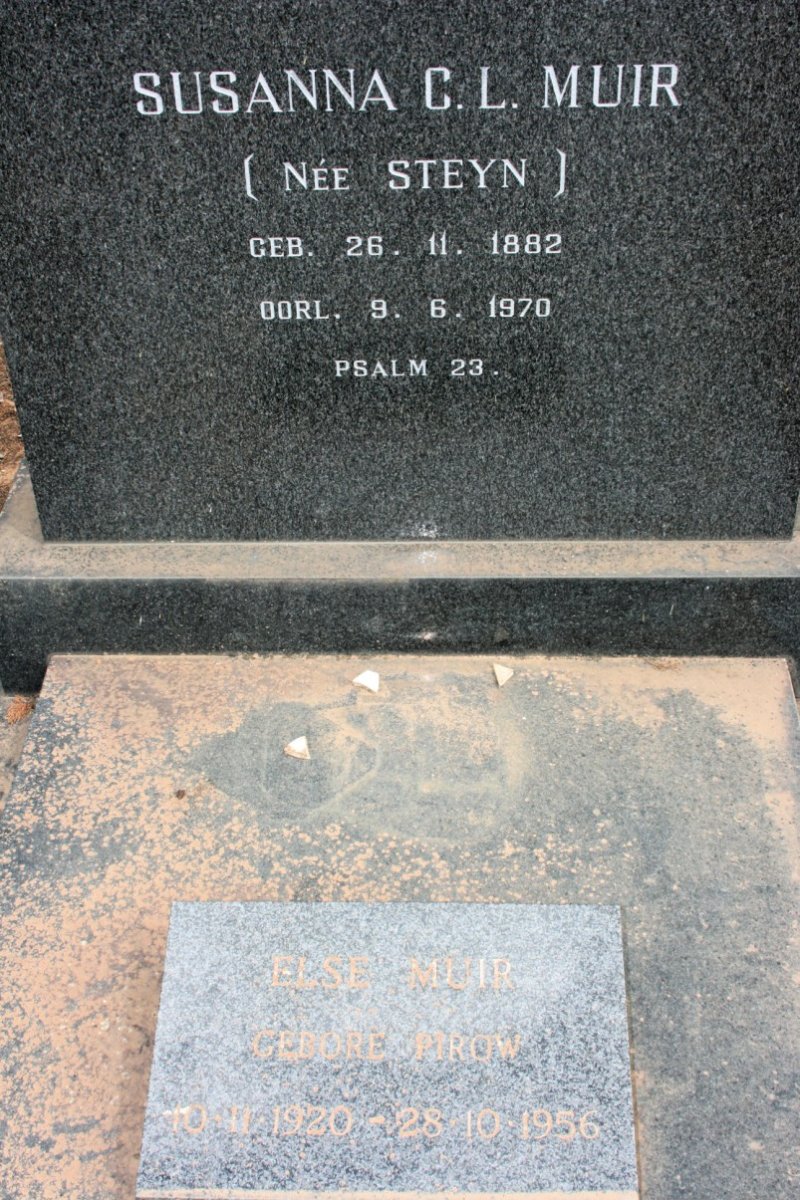 SUSANNA C. L. MUIR
( NÉE STEYN )
GEB. 26. 11. 1882
OORL. 9. 6. 1970
PSALM 23.
ELSE MUIR
GEBORE PIROW
10·11·1920 - 28·10·1956